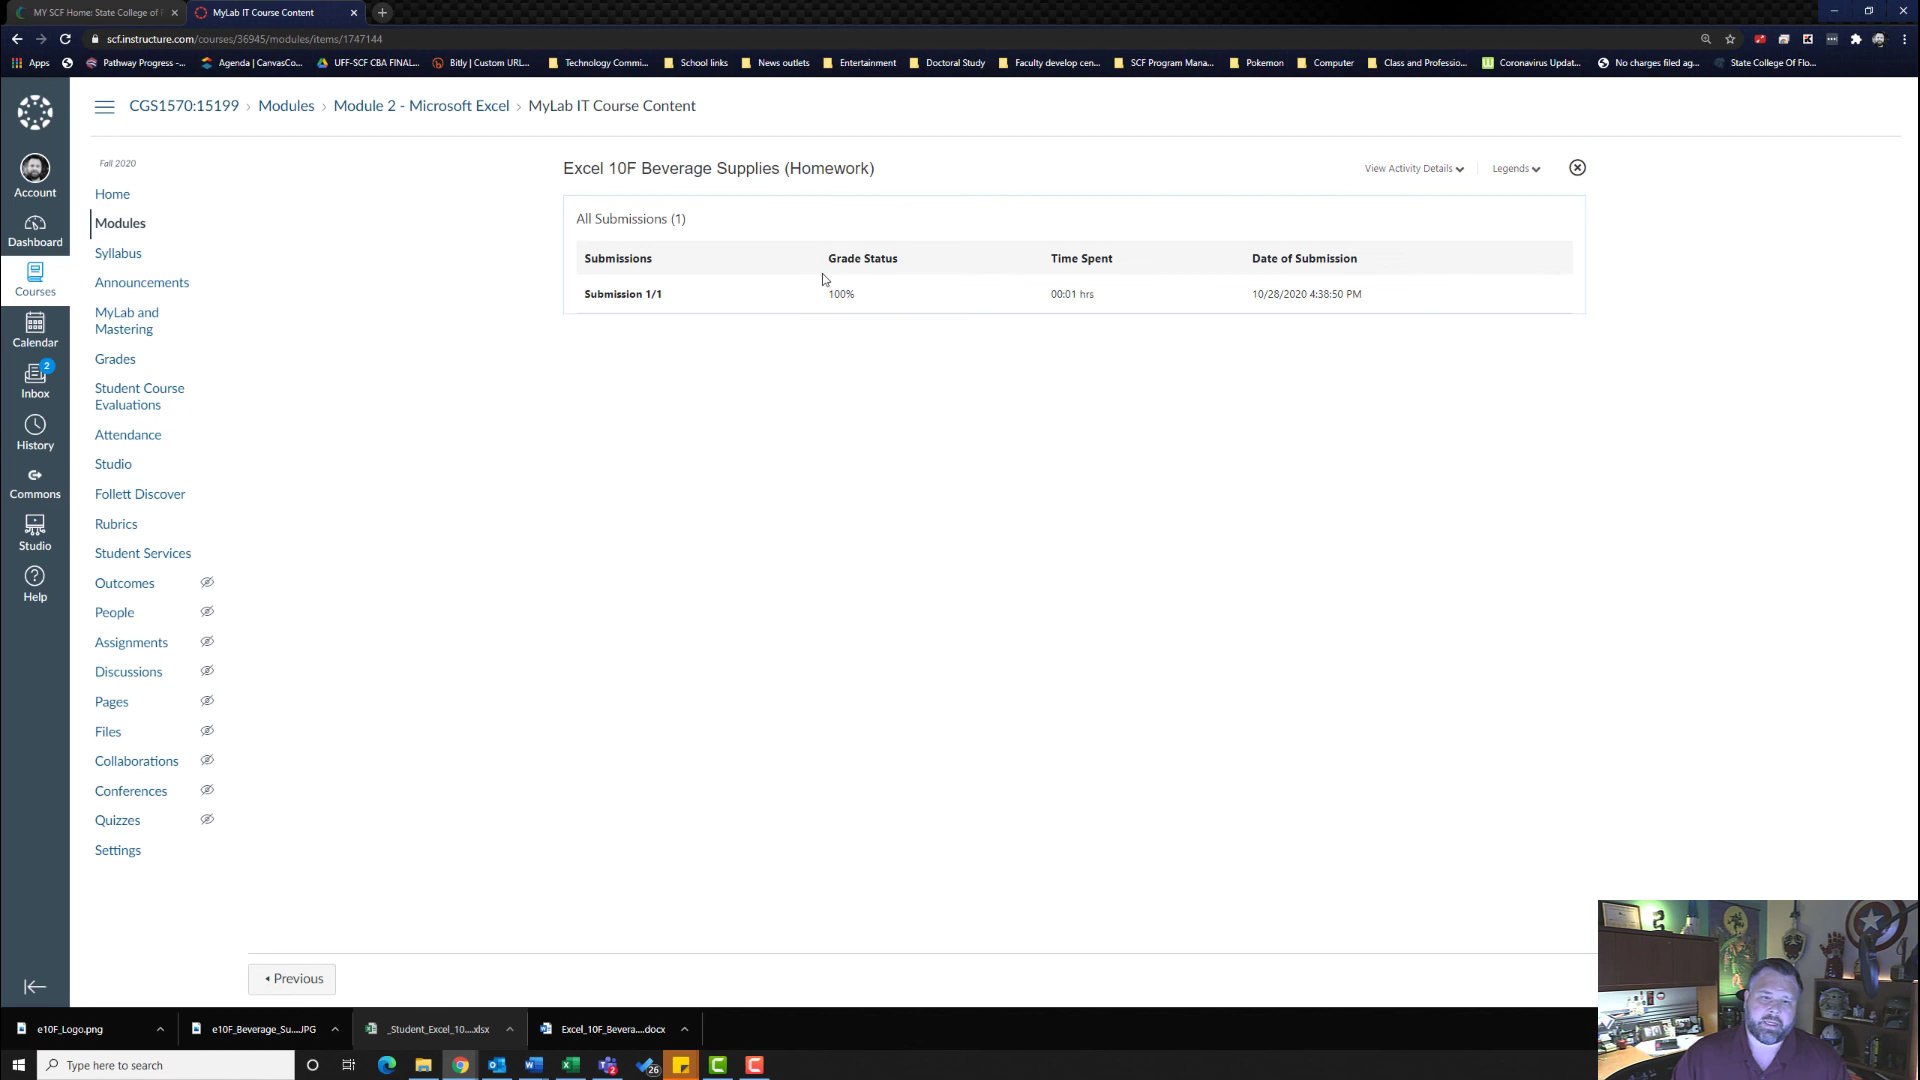 MY SCF Home: State College of F
MyLab IT Course Content
scf.instructure.com/courses/36945/modules/items/1747144
Apps
Pathway Progress -...
Agenda | CanvasCo...
UFF-SCF CBA FINAL...
Bitly | Custom URL...
Technology Commi...
School links
News outlets
Entertainment
Doctoral Study
Faculty develop cen...
SCF Program Mana...
Pokemon
Computer
Class and Professio...
Coronavirus Updat...
No charges filed ag...
State College Of Flo...
CGS1570:15199 › Modules › Module 2 - Microsoft Excel › MyLab IT Course Content
Account
Dashboard
Courses
Calendar
2
Inbox
History
Commons
Studio
Help
Fall 2020
Home
Modules
Syllabus
Announcements
MyLab and
Mastering
Grades
Student Course
Evaluations
Attendance
Studio
Follett Discover
Rubrics
Student Services
Outcomes
People
Assignments
Discussions
Pages
Files
Collaborations
Conferences
Quizzes
Settings
Excel 10F Beverage Supplies (Homework)
View Activity Details
Legends
All Submissions (1)
Submissions Grade Status Time Spent Date of Submission
Submission 1/1 100% 00:01 hrs 10/28/2020 4:38:50 PM
Previous
e10F_Logo.png
e10F_Beverage_Su....JPG
_Student_Excel_10....xlsx
Excel_10F_Bevera....docx
Type here to search
2
26